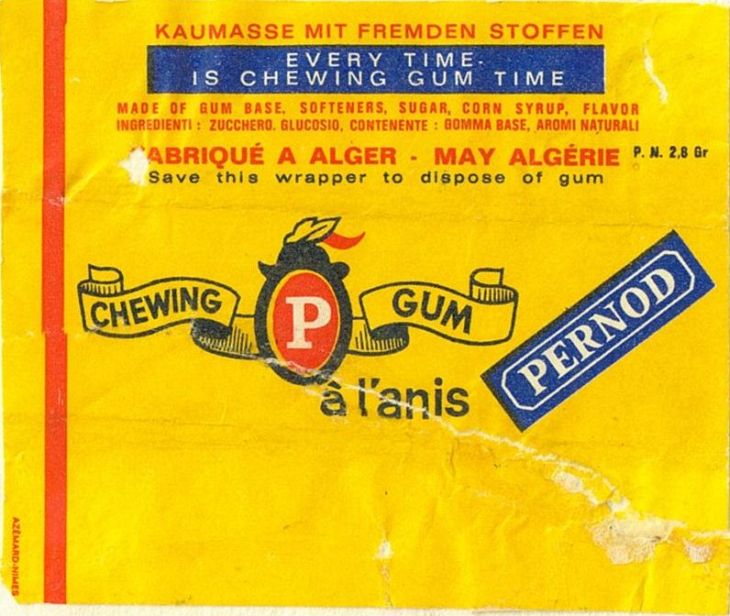 KAUMASSE MIT FREMDEN STOFFEN
EVERY TIME-
IS CHEWING GUM TIME
MADE OF GUM BASE, SOFTENERS, SUGAR, CORN SYRUP, FLAVOR
INGREDIENTI : ZUCCHERO. GLUCOSIO, CONTENENTE : GOMMA BASE, AROMI NATURALI
ABRIQUÉ A ALGER - MAY ALGÉRIE P. N. 2,8 Gr
Save this wrapper to dispose of gum
CHEWING P GUM
à l'anis
PERNOD
AZÉMARD-NIMES